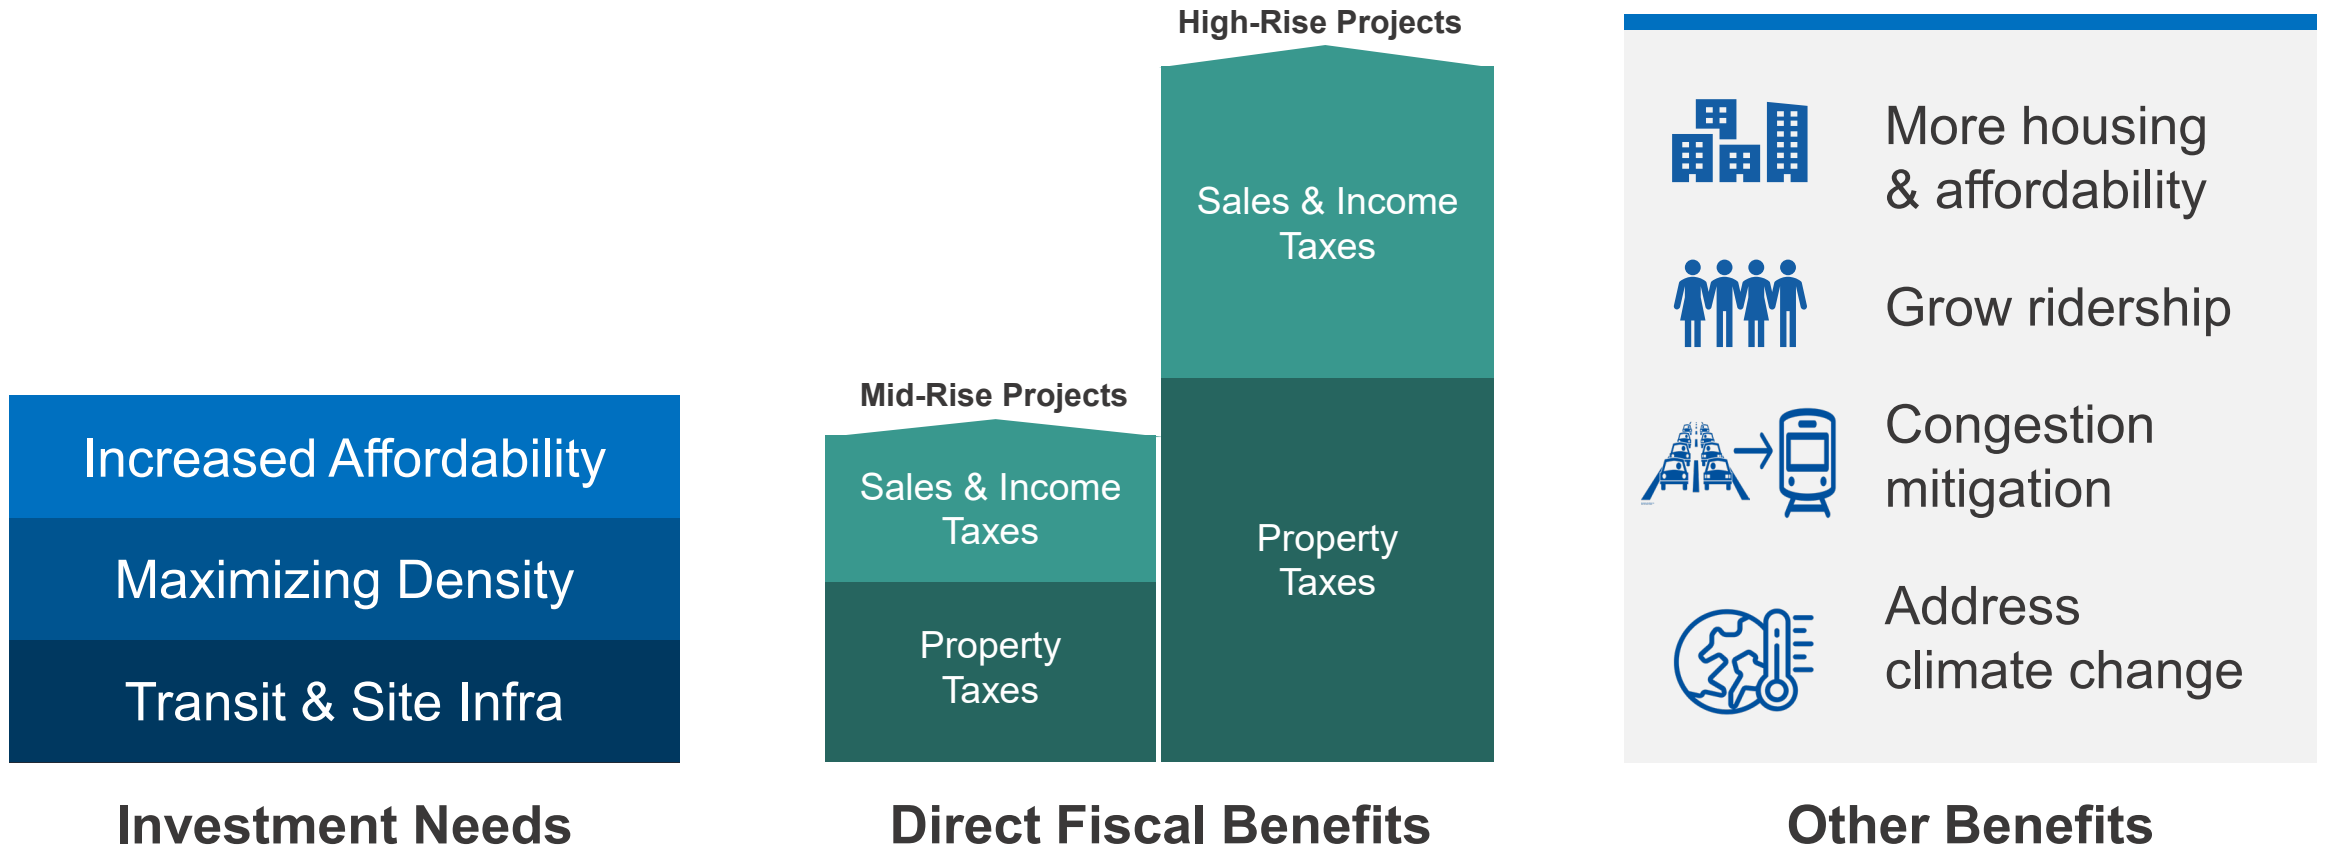 Increased Affordability
Maximizing Density
Transit & Site Infra
Investment Needs
Mid-Rise Projects
Sales & Income
Taxes
Property
Taxes
High-Rise Projects
Sales & Income
Taxes
Property
Taxes
Direct Fiscal Benefits
More housing
& affordability
Grow ridership
Congestion
mitigation
Address
climate change
Other Benefits